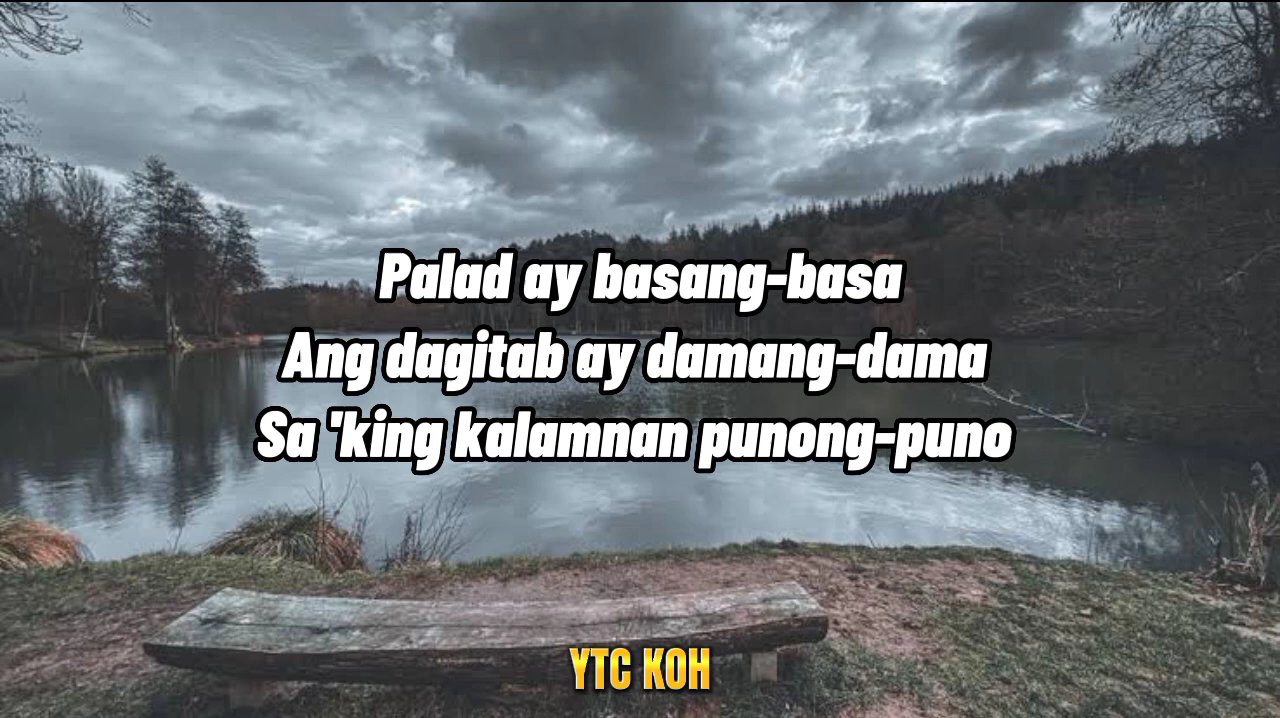 Palad ay basang-basa
Ang dagitab ay damang-dama
Sa 'king kalamnan punong-puno
YTC KOH